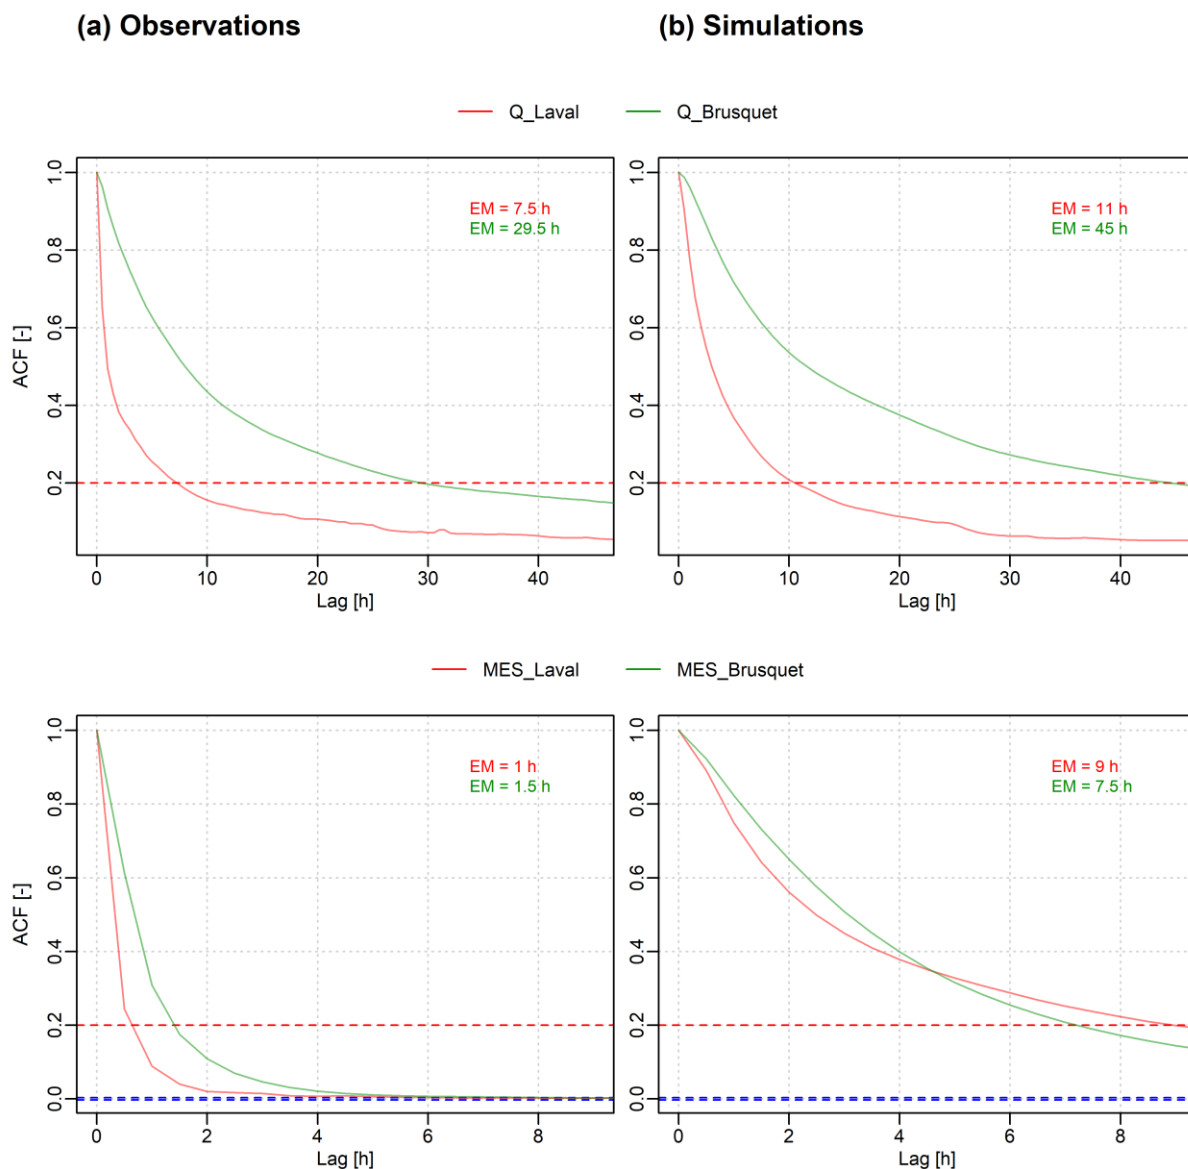 (a) Observations
(b) Simulations
Q_Laval
Q_Brusquet
ACF [-]
1.0
0.8
0.6
0.4
0.2
EM = 7.5 h
EM = 29.5 h
0 10 20 30 40
Lag [h]
EM = 11 h
EM = 45 h
1.0
0.8
0.6
0.4
0.2
0 10 20 30 40
Lag [h]
MES_Laval
MES_Brusquet
ACF [-]
1.0
0.8
0.6
0.4
0.2
0.0
EM = 1 h
EM = 1.5 h
0 2 4 6 8
Lag [h]
EM = 9 h
EM = 7.5 h
1.0
0.8
0.6
0.4
0.2
0.0
0 2 4 6 8
Lag [h]